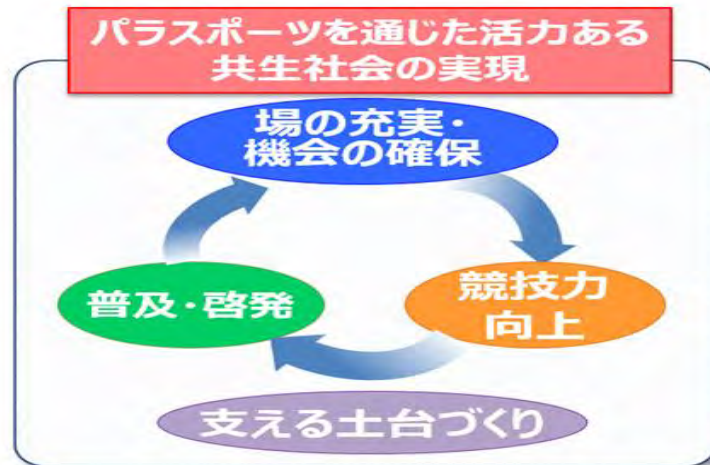 パラスポーツを通じた活力ある
共生社会の実現
場の充実・
機会の確保
普及・啓発
競技力
向上
支える土台づくり